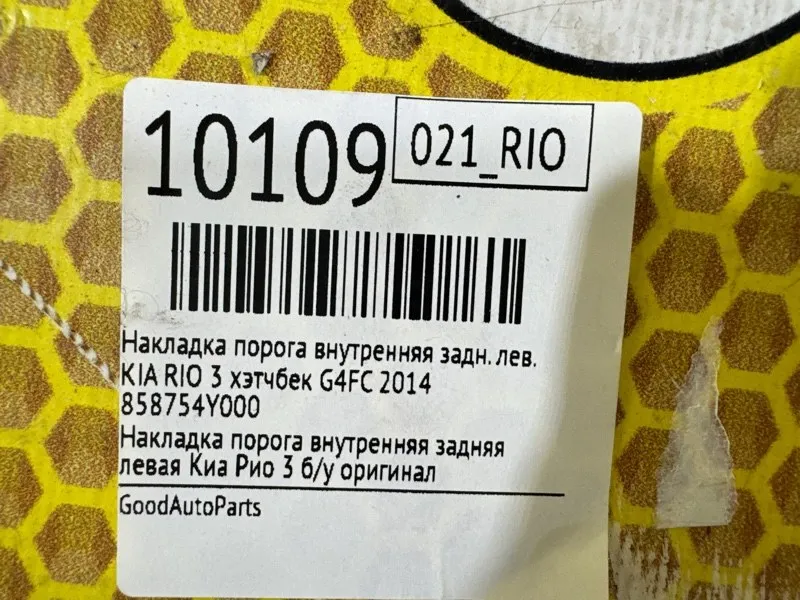 10109
021_RIO
Накладка порога внутренняя задн. лев.
KIA RIO 3 хэтчбек G4FC 2014
858754Y000
Накладка порога внутренняя задняя
левая Киа Рио 3 б/у оригинал
GoodAutoParts